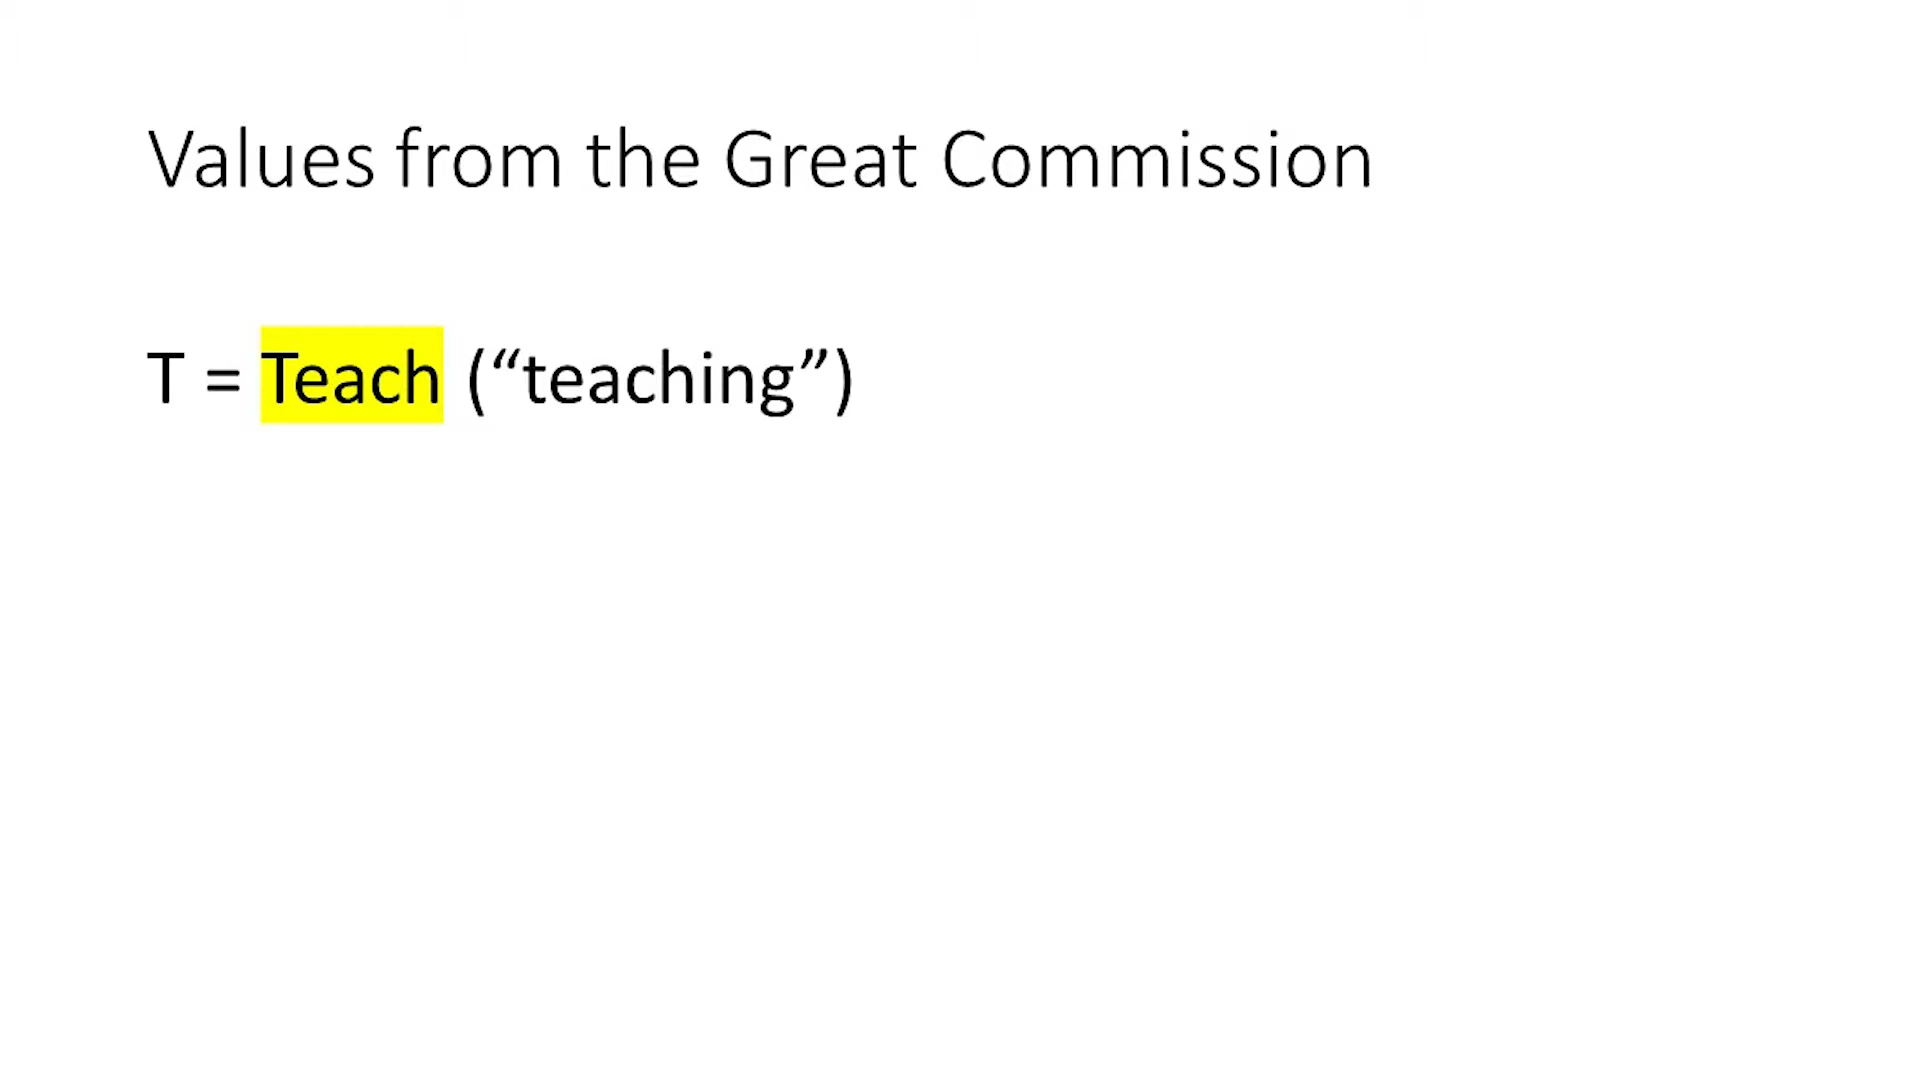 Values from the Great Commission
T = Teach (“teaching”)